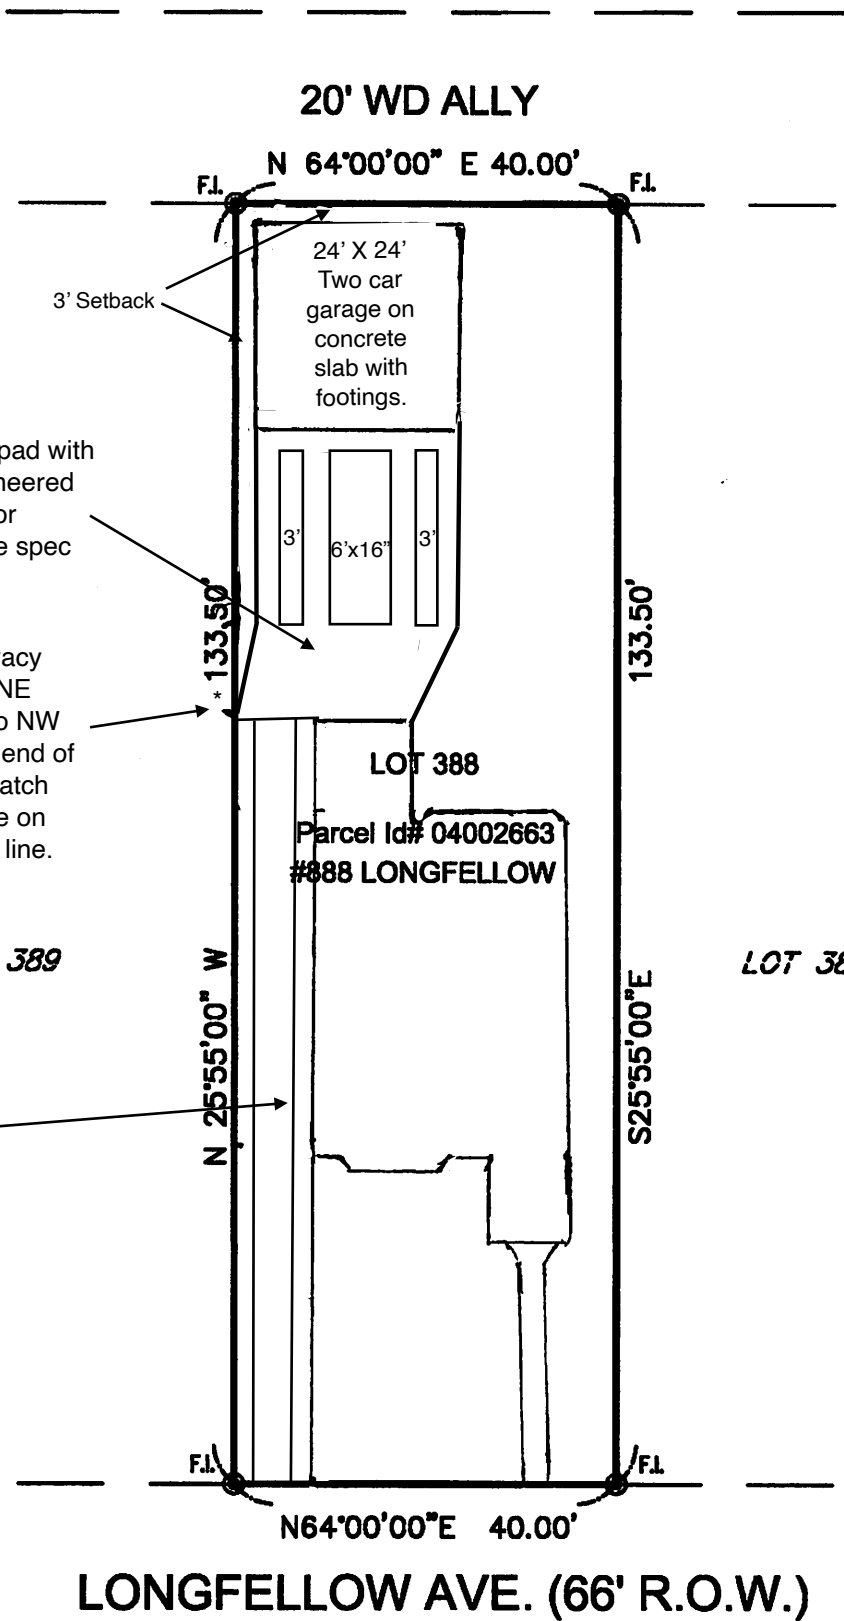 20' WD ALLY
N 64°00'00" E 40.00'
F.I.
F.I.
24' X 24'
Two car
garage on
concrete
slab with
footings.
3' Setback
pad with
neered
or
e spec
3'
6'x16"
3'
133.50'
133.50'
acy
NE
o NW
end of
atch
e on
line.
*
LOT 388
Parcel Id# 04002663
#888 LONGFELLOW
389
LOT 38
N 25°55'00" W
S25°55'00"E
F.I.
F.I.
N64°00'00"E 40.00'
LONGFELLOW AVE. (66' R.O.W.)